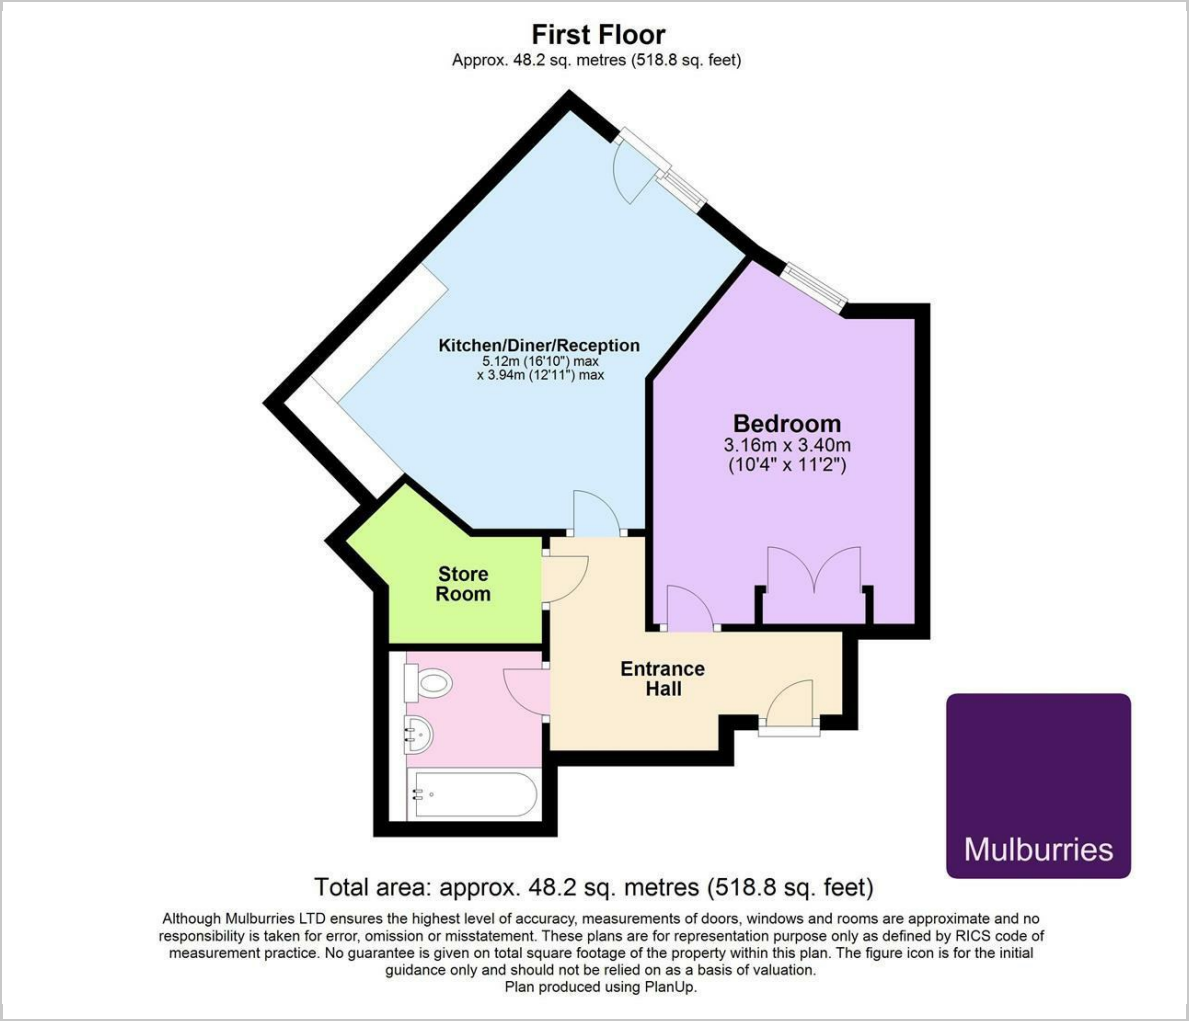 First Floor
Approx. 48.2 sq. metres (518.8 sq. feet)
Kitchen/Diner/Reception
5.12m (16'10") max
x 3.94m (12'11") max
Bedroom
3.16m x 3.40m
(10'4" x 11'2")
Store
Room
Entrance
Hall
Mulburries
Total area: approx. 48.2 sq. metres (518.8 sq. feet)
Although Mulburries LTD ensures the highest level of accuracy, measurements of doors, windows and rooms are approximate and no
responsibility is taken for error, omission or misstatement. These plans are for representation purpose only as defined by RICS code of
measurement practice. No guarantee is given on total square footage of the property within this plan. The figure icon is for the initial
guidance only and should not be relied on as a basis of valuation.
Plan produced using PlanUp.